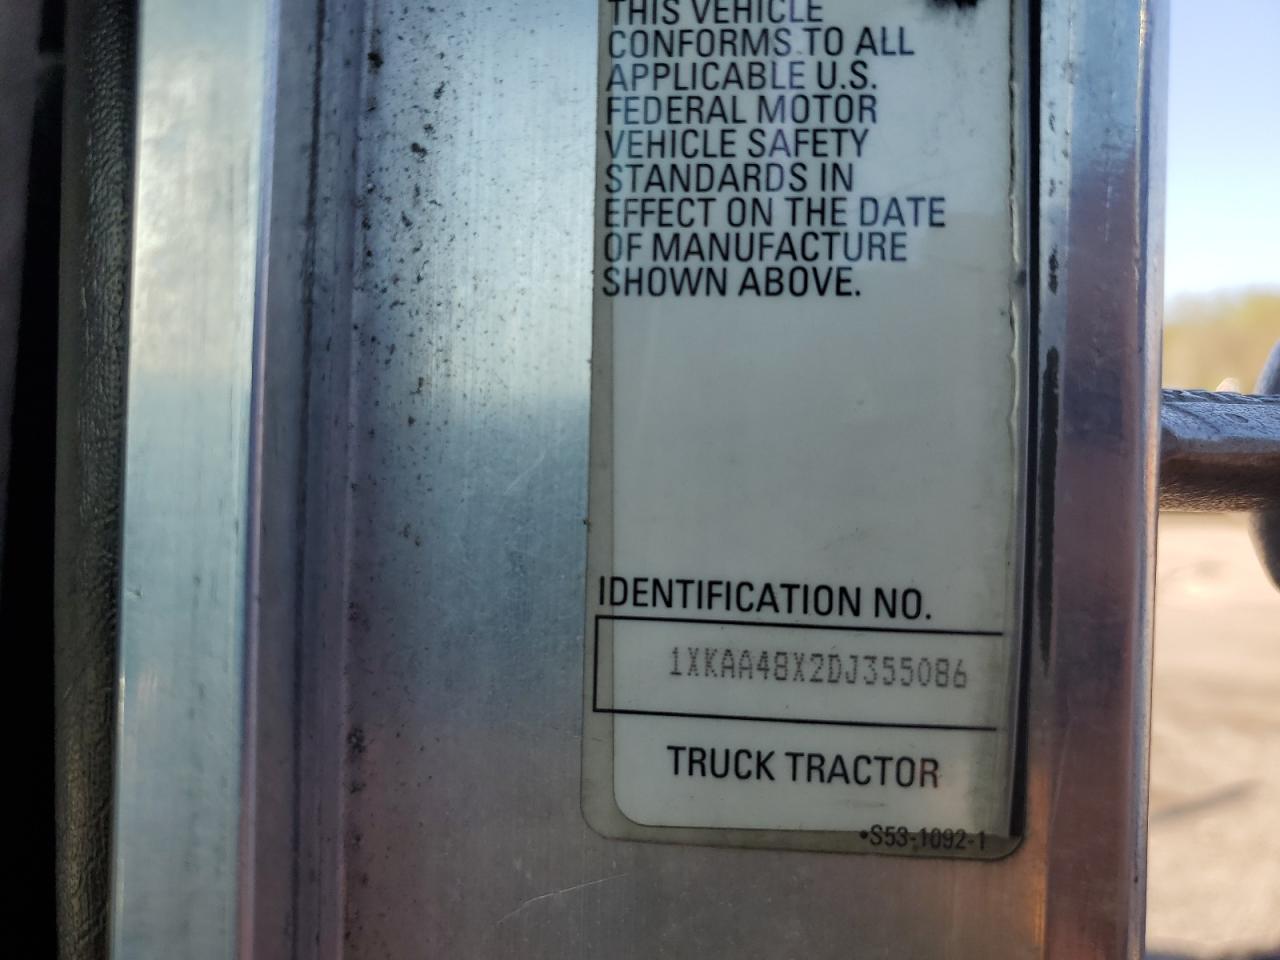 THIS VEHICLE
CONFORMS TO ALL
APPLICABLE U.S.
FEDERAL MOTOR
VEHICLE SAFETY
STANDARDS IN
EFFECT ON THE DATE
OF MANUFACTURE
SHOWN ABOVE.
IDENTIFICATION NO.
1XKAA48X2DJ355086
TRUCK TRACTOR
•S53-1092-1